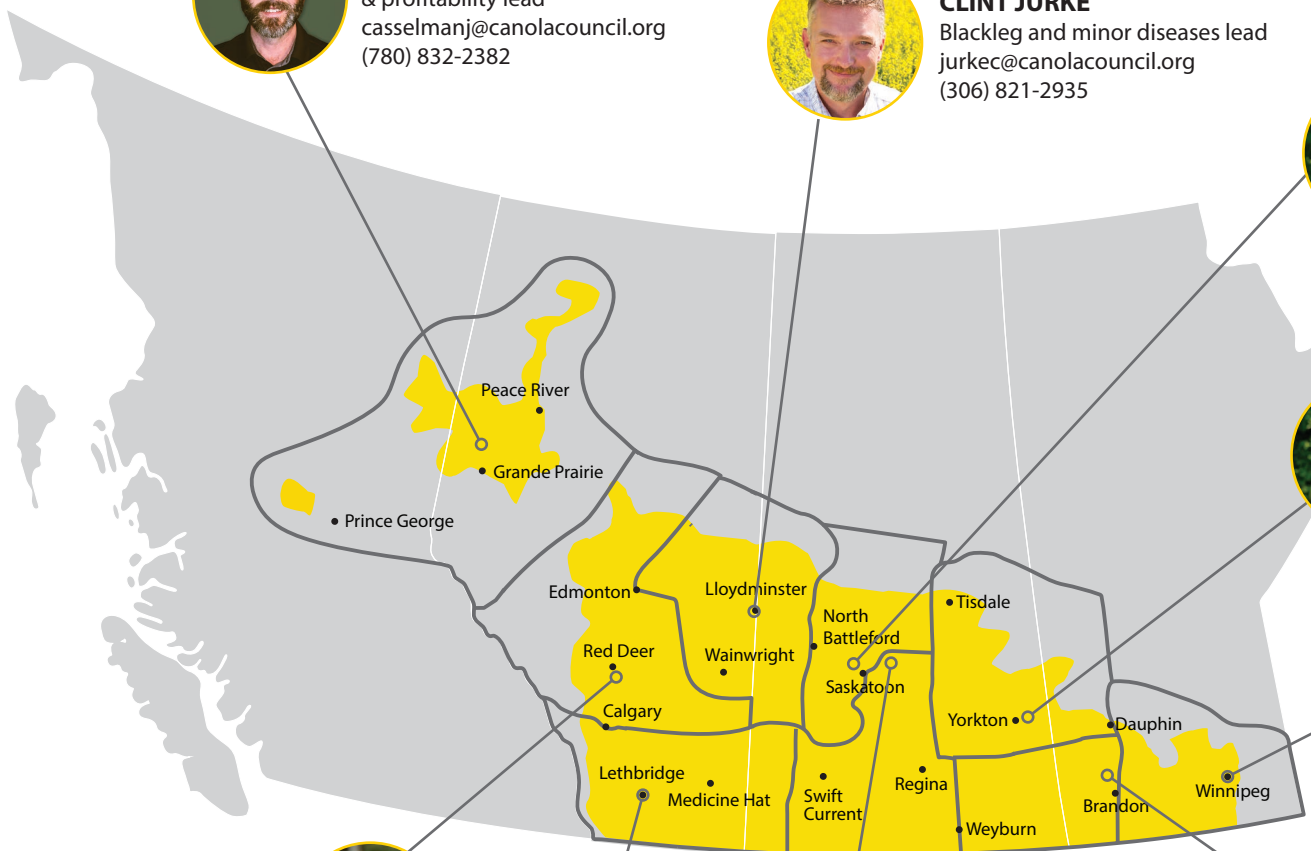 & profitability lead
casselmanj@canolacouncil.org
(780) 832-2382
CLINT JURKE
Blackleg and minor diseases lead
jurkec@canolacouncil.org
(306) 821-2935
Peace River
Grande Prairie
Prince George
Edmonton
Lloydminster
North
Battleford
Tisdale
Red Deer
Wainwright
Saskatoon
Calgary
Yorkton
Dauphin
Lethbridge
Medicine Hat
Swift
Current
Regina
Brandon
Winnipeg
Weyburn